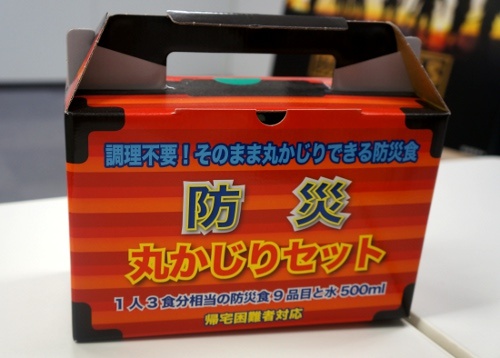 調理不要！そのまま丸かじりできる防災食
防 災
丸かじりセット
1人3食分相当の防災食9品目と水500ml
帰宅困難者対応